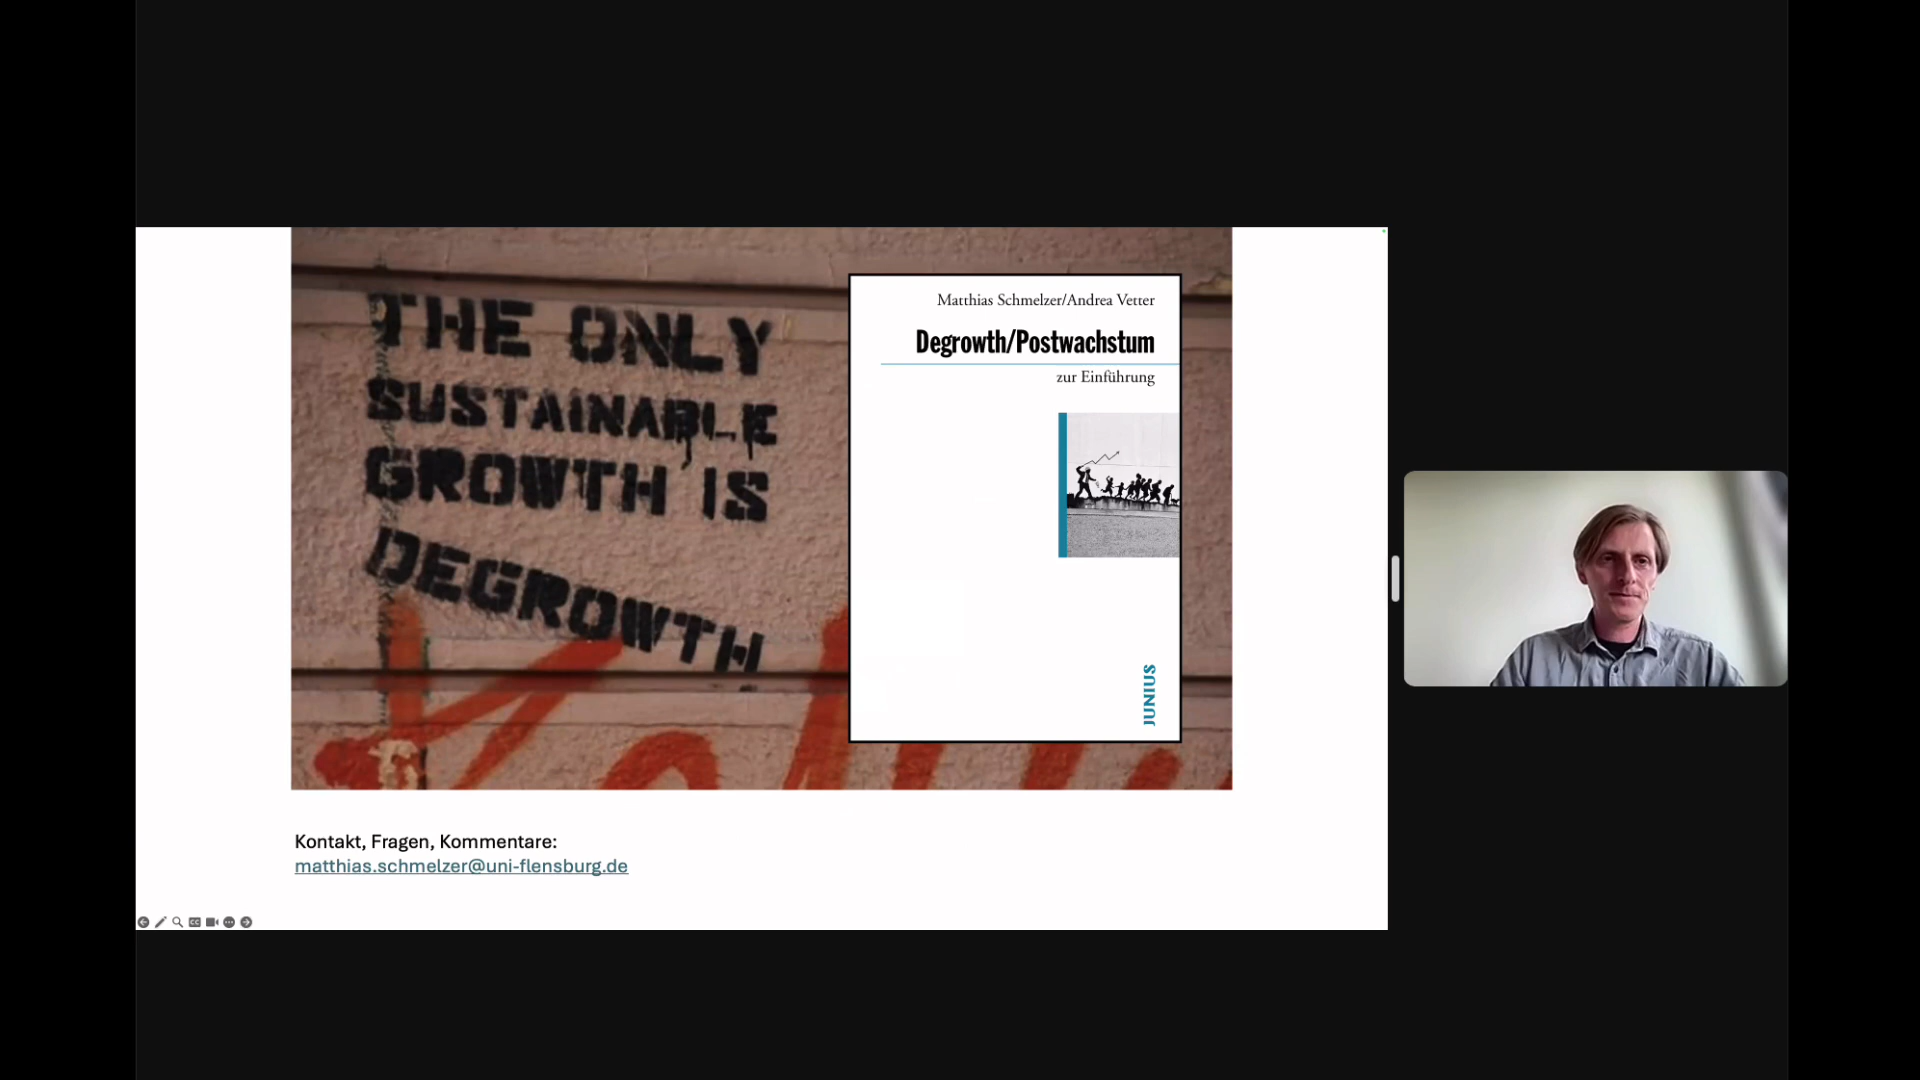 THE ONLY
SUSTAINABLE
GROWTH IS
DEGROWTH
Matthias Schmelzer/Andrea Vetter
Degrowth/Postwachstum
zur Einführung
JUNIUS
Kontakt, Fragen, Kommentare:
matthias.schmelzer@uni-flensburg.de